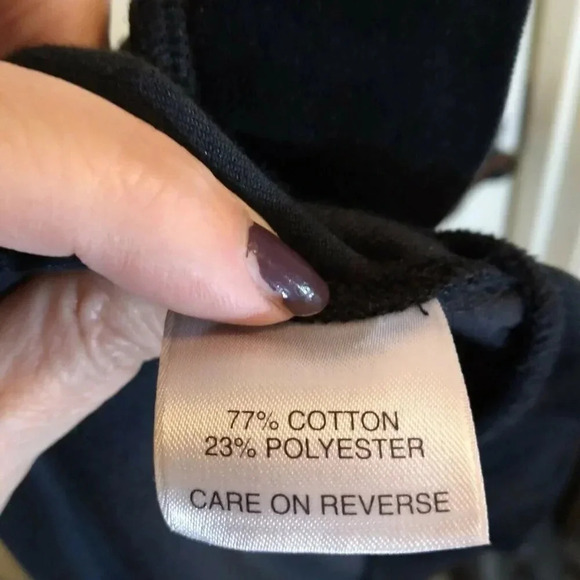 77% COTTON
23% POLYESTER
CARE ON REVERSE